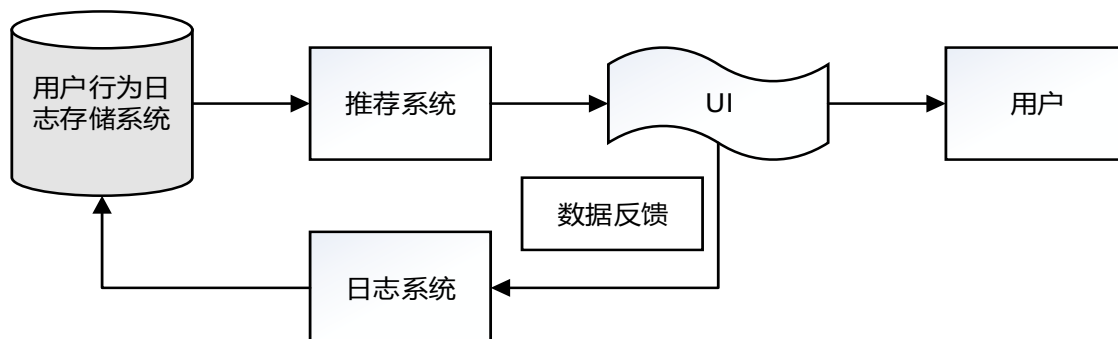 用户行为日
志存储系统
推荐系统
UI
用户
数据反馈
日志系统